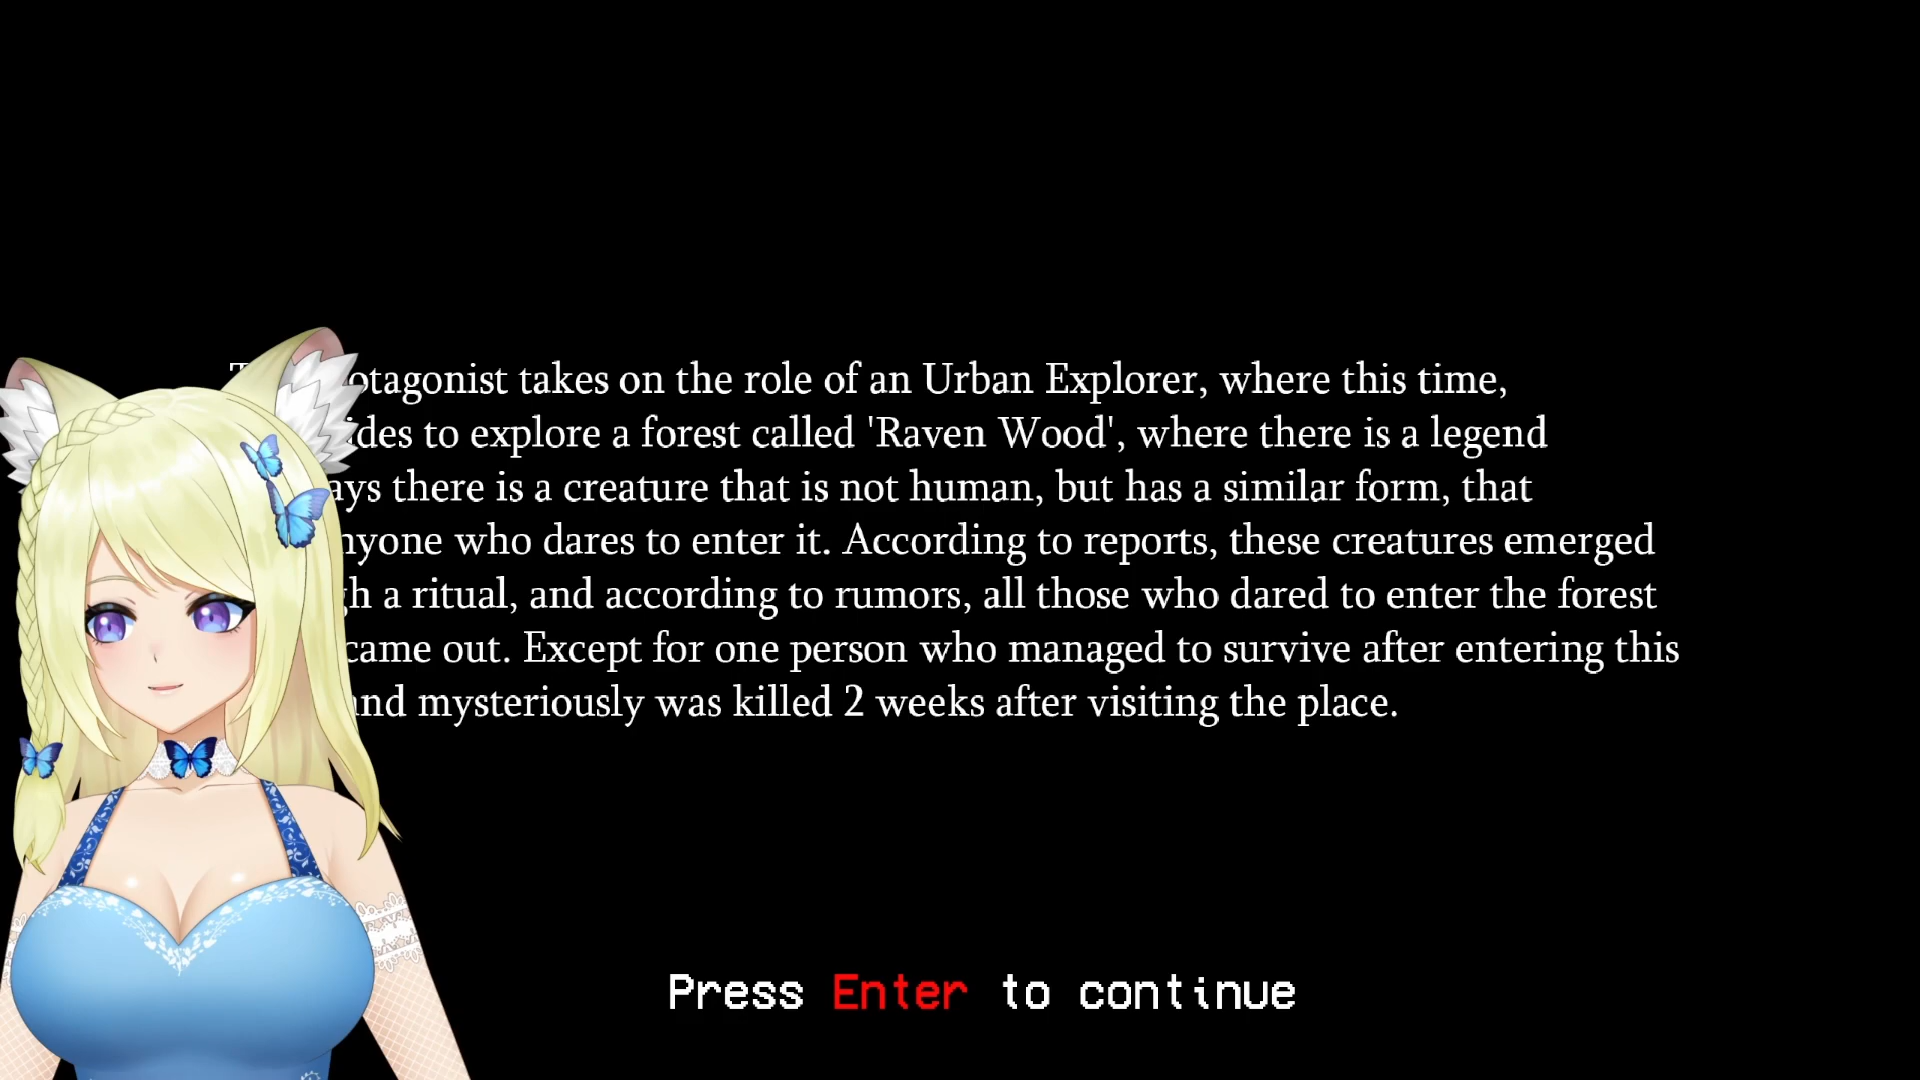 otagonist takes on the role of an Urban Explorer, where this time,
ides to explore a forest called 'Raven Wood', where there is a legend
ays there is a creature that is not human, but has a similar form, that
nyone who dares to enter it. According to reports, these creatures emerged
gh a ritual, and according to rumors, all those who dared to enter the forest
came out. Except for one person who managed to survive after entering this
and mysteriously was killed 2 weeks after visiting the place.
Press Enter to continue